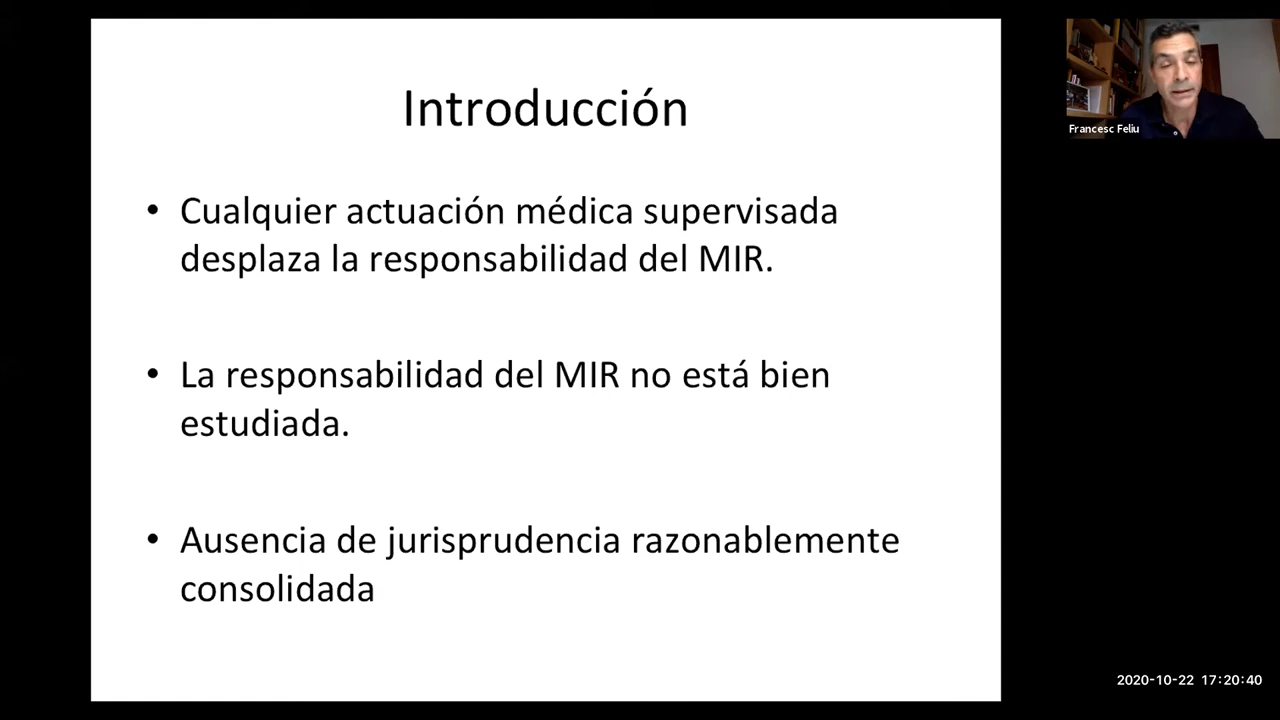 Introducción
• Cualquier actuación médica supervisada
desplaza la responsabilidad del MIR.
• La responsabilidad del MIR no está bien
estudiada.
• Ausencia de jurisprudencia razonablemente
consolidada
Francesc Feliu
2020-10-22 17:20:40